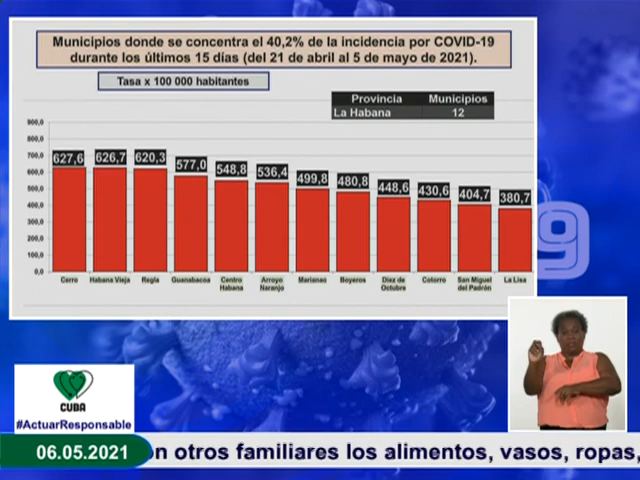 Municipios donde se concentra el 40,2% de la incidencia por COVID-19
durante los últimos 15 días (del 21 de abril al 5 de mayo de 2021).
Tasa x 100 000 habitantes
Provincia Municipios
La Habana 12
900,0
800,0
700,0
600,0
500,0
400,0
300,0
200,0
100,0
0,0
627,6 626,7 620,3 577,0 548,8 536,4 499,8 480,8 448,6 430,6 404,7 380,7
Cerro Habana Vieja Regla Guanabacoa Centro Habana Arroyo Naranjo Marianao Boyeros Diez de Octubre Cotorro San Miguel del Padrón La Lisa
9
CUBA
#ActuarResponsable
06.05.2021
on otros familiares los alimentos, vasos, ropas,